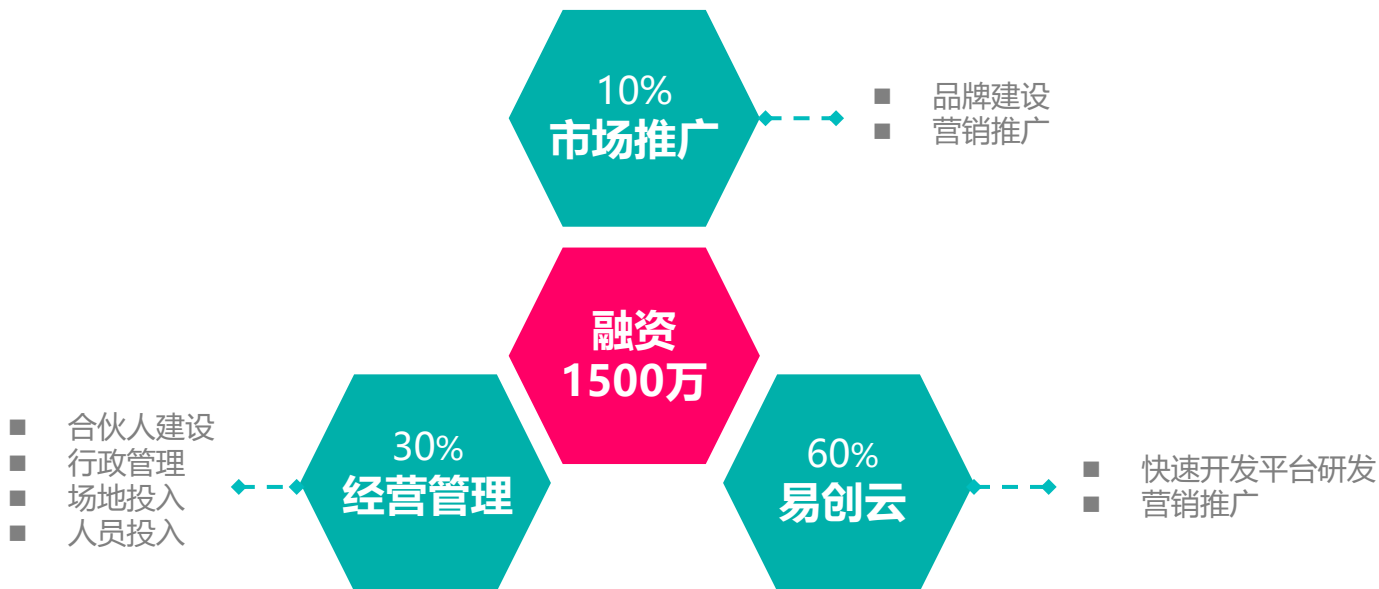 10%
市场推广
品牌建设
营销推广
融资
1500万
合伙人建设
行政管理
场地投入
人员投入
30%
经营管理
60%
易创云
快速开发平台研发
营销推广